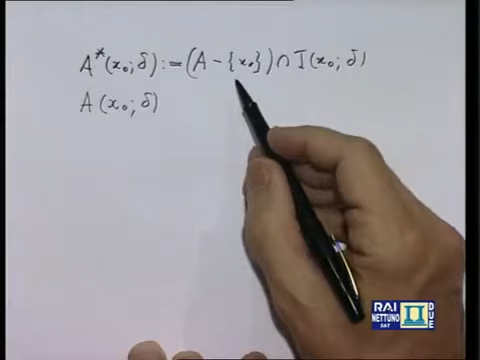 A*(x₀; δ) := (A - {x₀}) ∩ I(x₀; δ)
A(x₀; δ)
RAI
NETTUNO
SAT
DUE